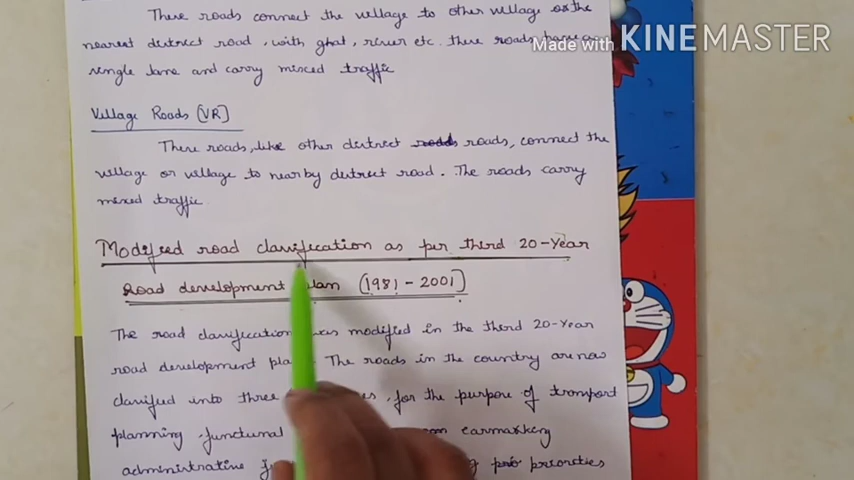 These roads connect the village to other village or the
nearest district road, with ghat, river etc. these roads have
Made with KINEMASTER
single lane and carry mixed traffic
Village Roads [VR]
These roads, like other district roads, connect the
village or village to nearby district road. The roads carry
mixed traffic.
Modified road classification as per third 20-Year
Road development plan (1981-2001)
The road classification was modified in the third 20-Year
road development. The roads in the country are now
classified into three, for the purpose of transport
planning, functional earmarking
administrative priorities